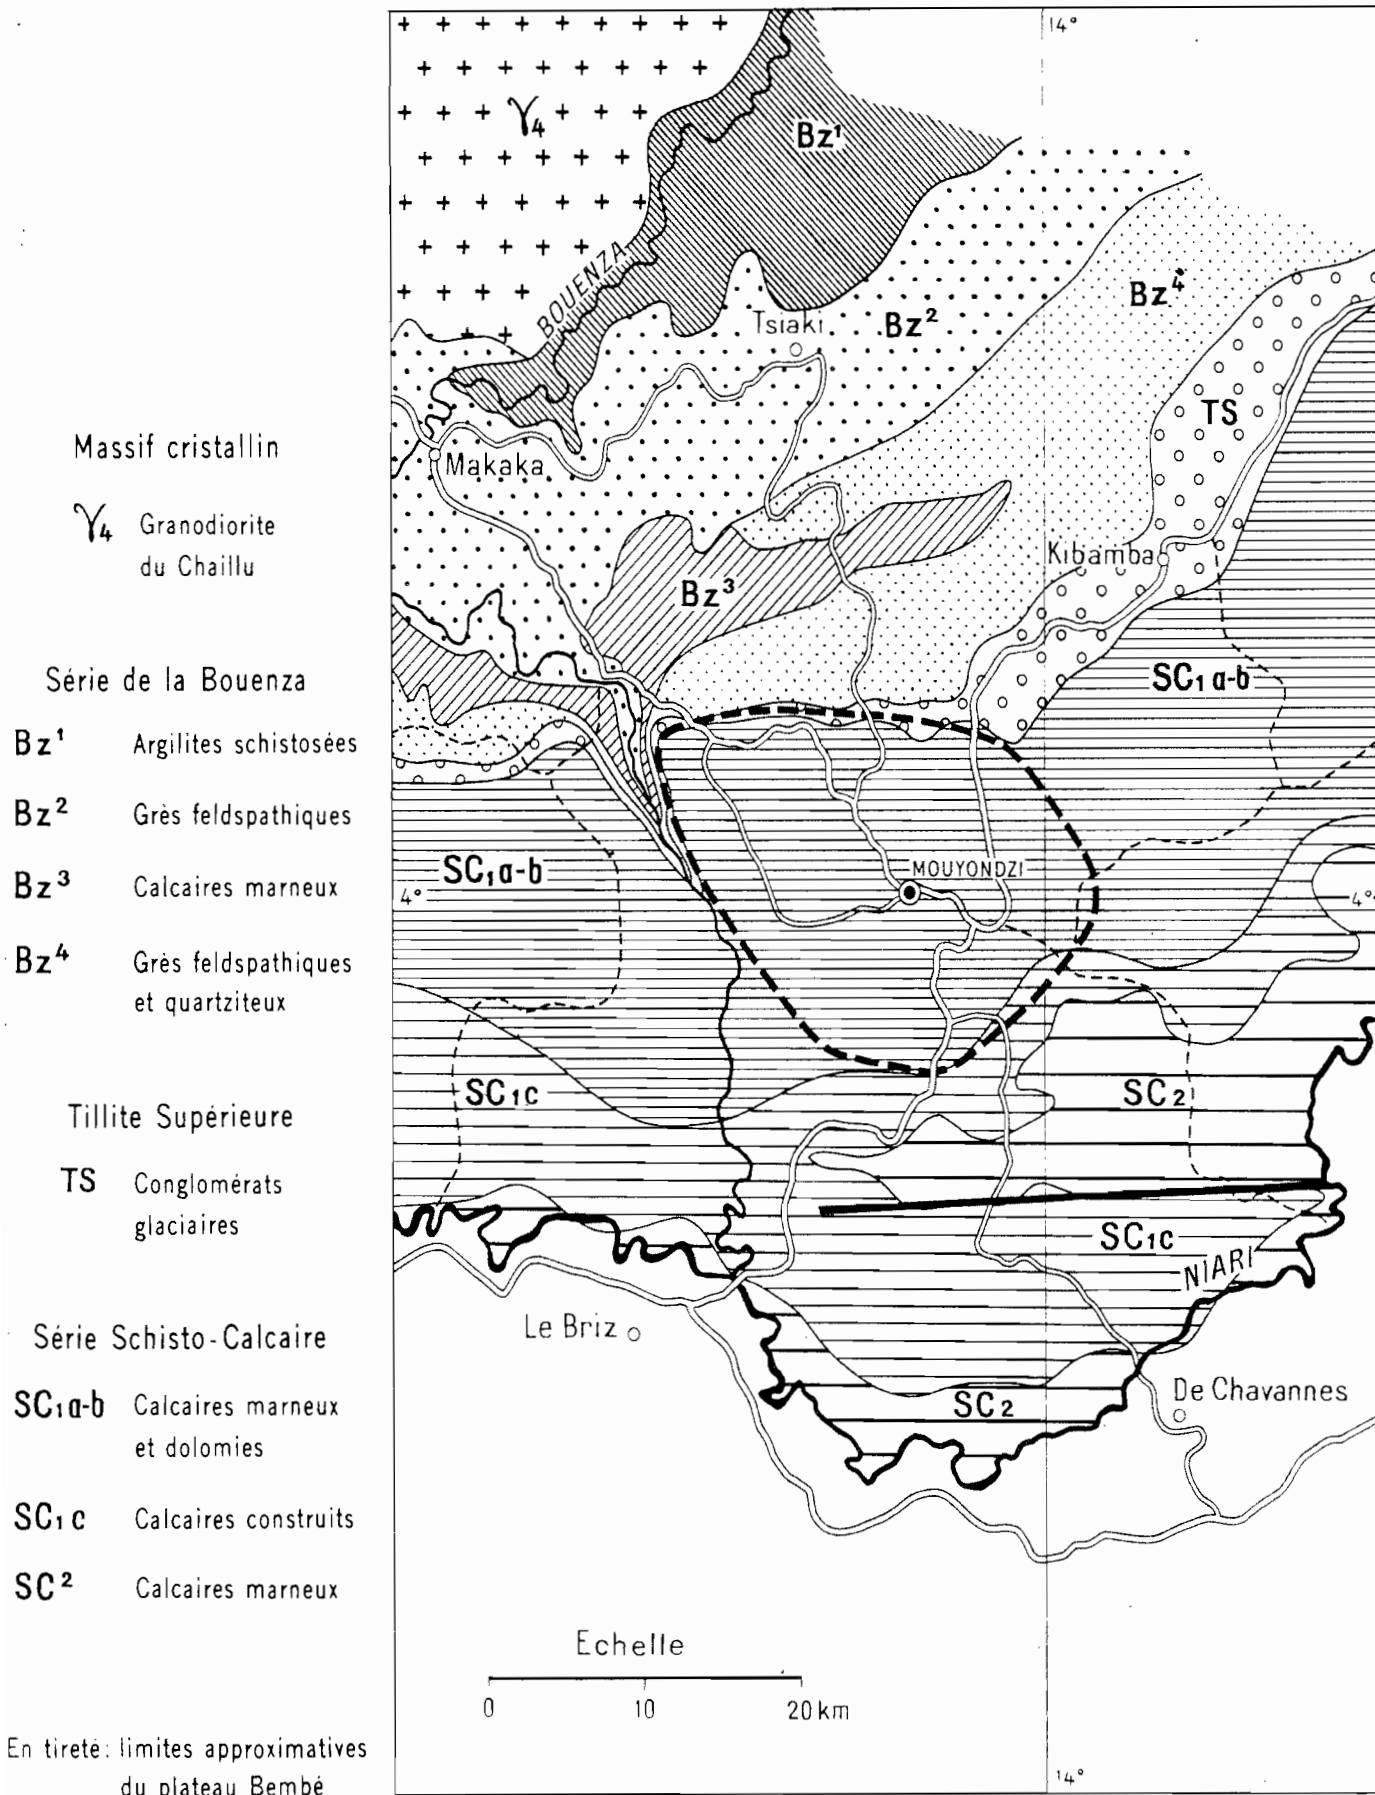 Massif cristallin
γ4 Granodiorite
du Chaillu
Série de la Bouenza
Bz¹ Argilites schistosées
Bz² Grès feldspathiques
Bz³ Calcaires marneux
Bz⁴ Grès feldspathiques
et quartziteux
Tillite Supérieure
TS Conglomérats
glaciaires
Série Schisto-Calcaire
SC₁a-b Calcaires marneux
et dolomies
SC₁c Calcaires construits
SC² Calcaires marneux
En tireté: limites approximatives
du plateau Bembé
14°
γ4
Bz¹
BOUENZA
Bz⁴
Tsiaki
Bz²
TS
Makaka
Kibamba
Bz³
SC₁a-b
SC₁a-b
MOUYONDZI
4°
4°
SC₁c
SC₂
SC₁c
NIARI
Le Briz
De Chavannes
SC₂
Echelle
0 10 20 km
14°